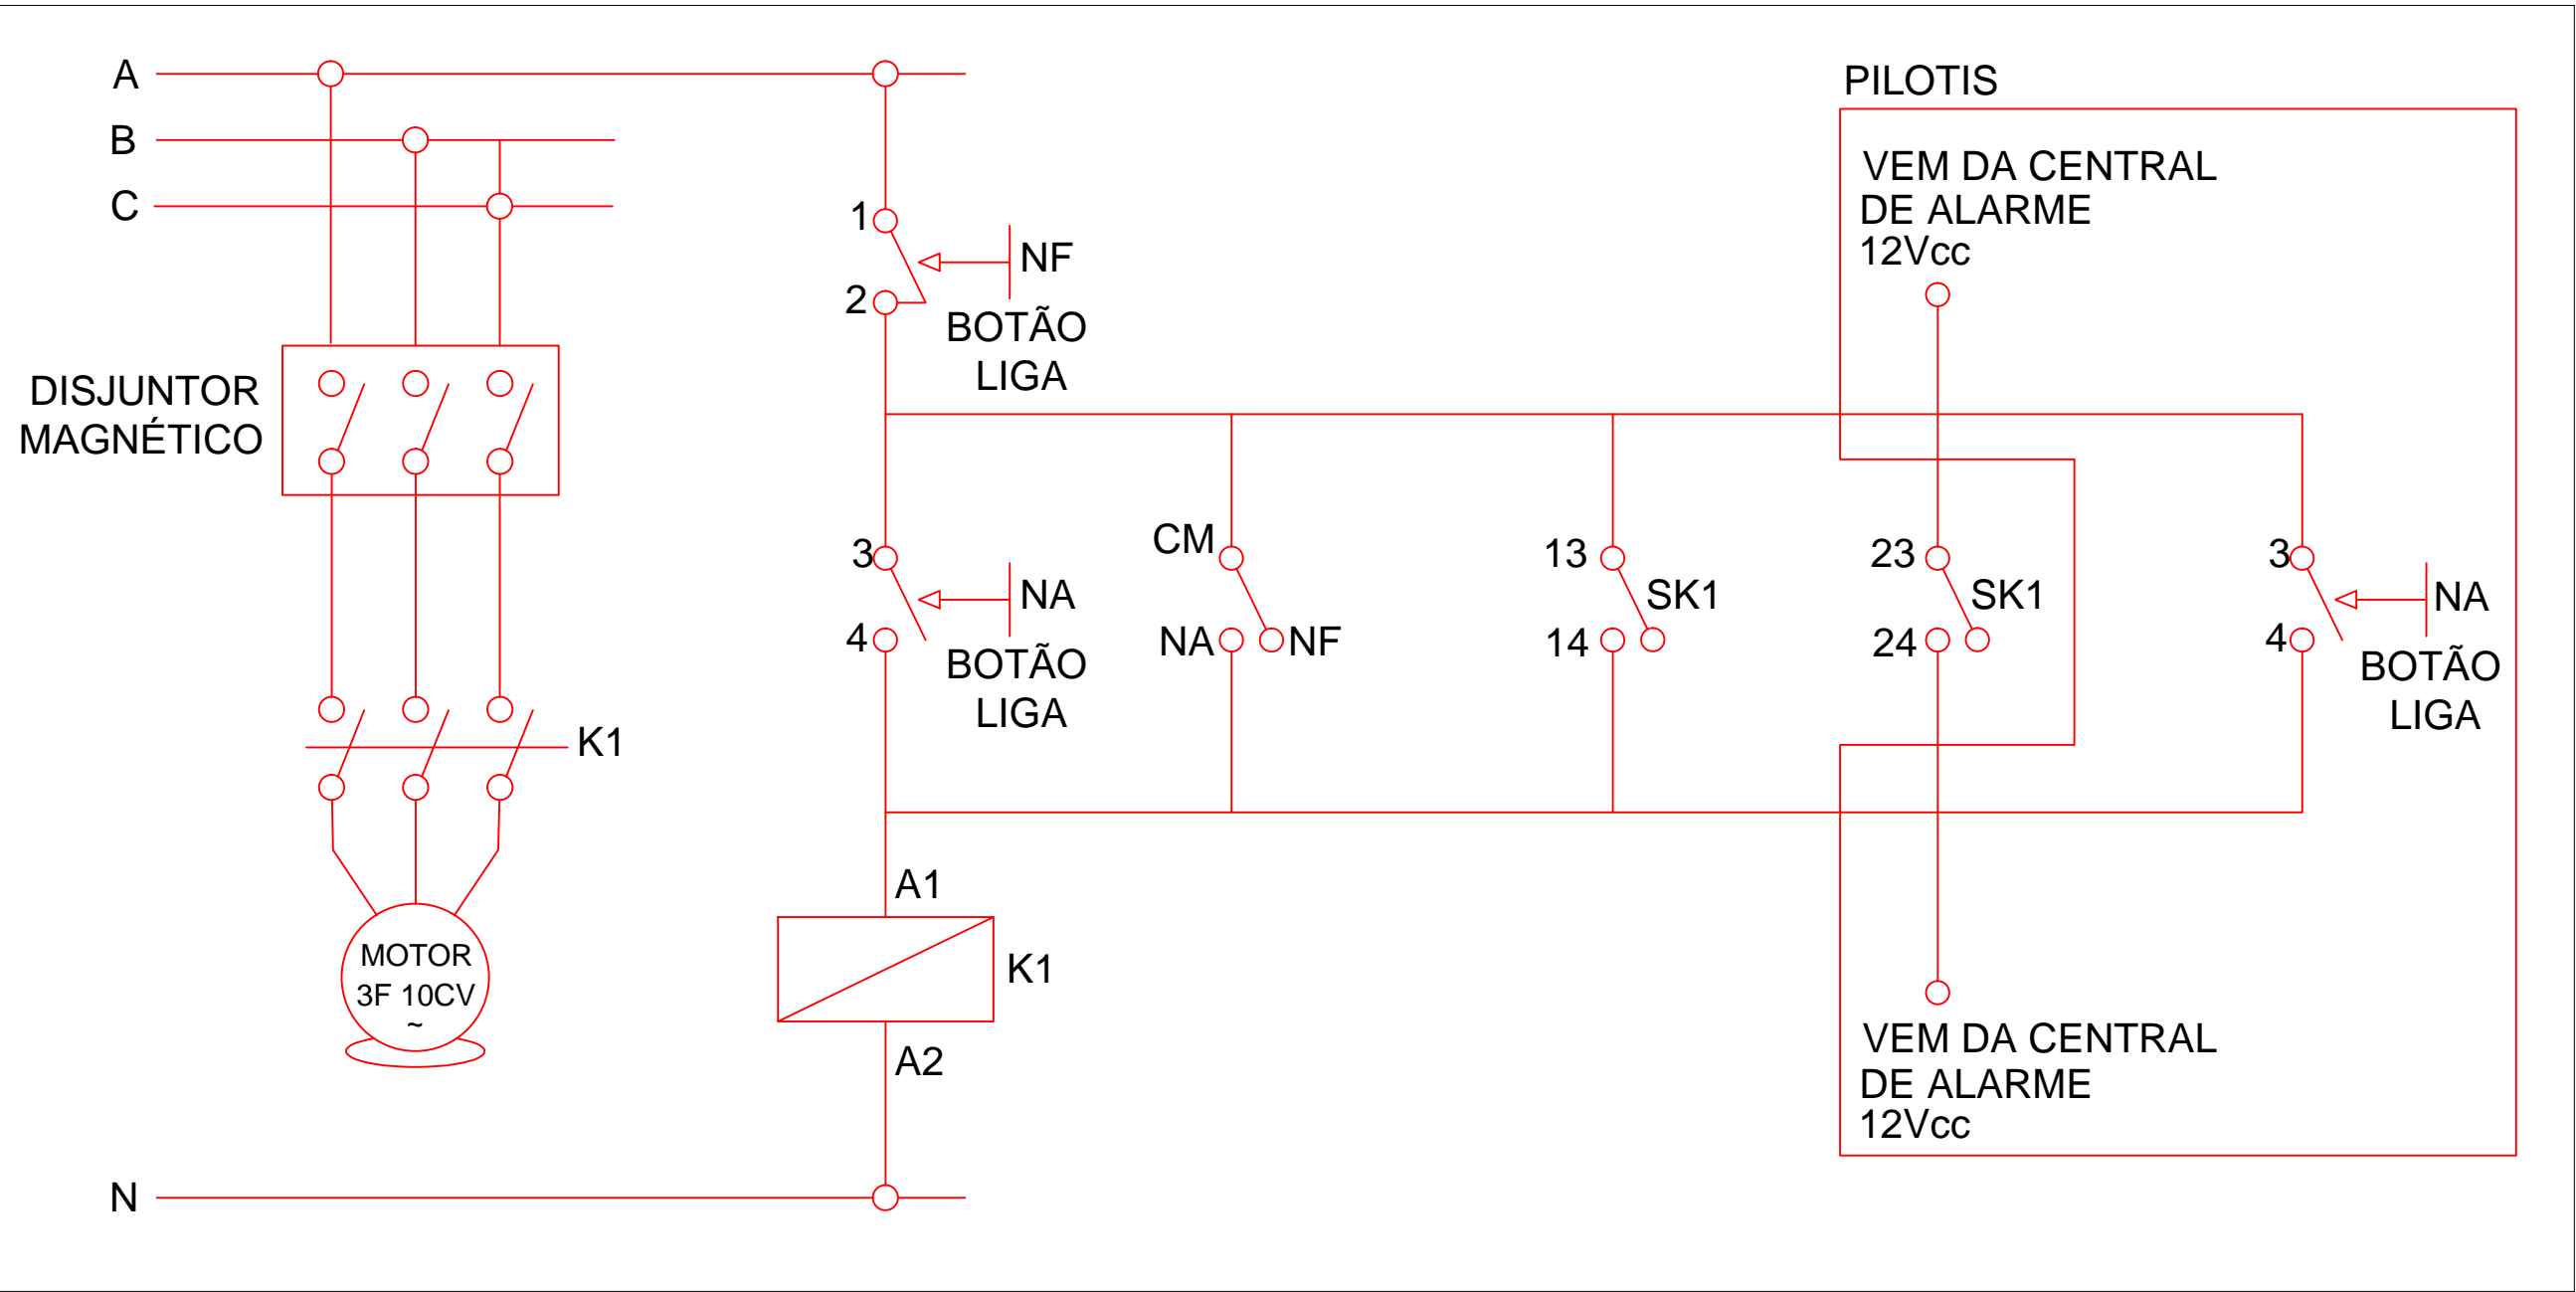 A
B
C
DISJUNTOR
MAGNÉTICO
K1
MOTOR
3F 10CV
~
N
1
2
NF
BOTÃO
LIGA
3
4
NA
BOTÃO
LIGA
A1
K1
A2
CM
NA
NF
13
14
SK1
PILOTIS
VEM DA CENTRAL
DE ALARME
12Vcc
23
24
SK1
3
4
NA
BOTÃO
LIGA
VEM DA CENTRAL
DE ALARME
12Vcc